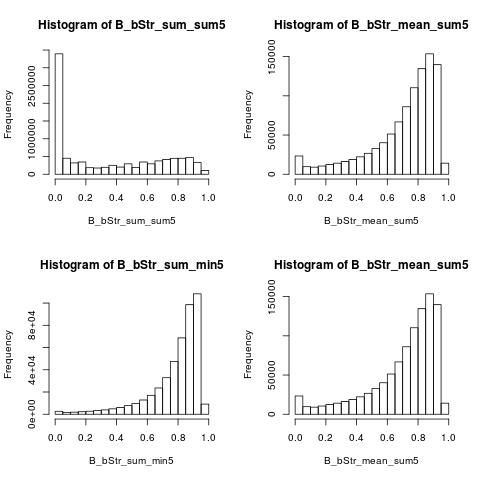 Histogram of B_bStr_sum_sum5
Histogram of B_bStr_mean_sum5
Frequency
0 1000000 2500000
0.0 0.2 0.4 0.6 0.8 1.0
B_bStr_sum_sum5
Frequency
0 50000 150000
0.0 0.2 0.4 0.6 0.8 1.0
B_bStr_mean_sum5
Histogram of B_bStr_sum_min5
Histogram of B_bStr_mean_sum5
Frequency
0e+00 4e+04 8e+04
0.0 0.2 0.4 0.6 0.8 1.0
B_bStr_sum_min5
Frequency
0 50000 150000
0.0 0.2 0.4 0.6 0.8 1.0
B_bStr_mean_sum5